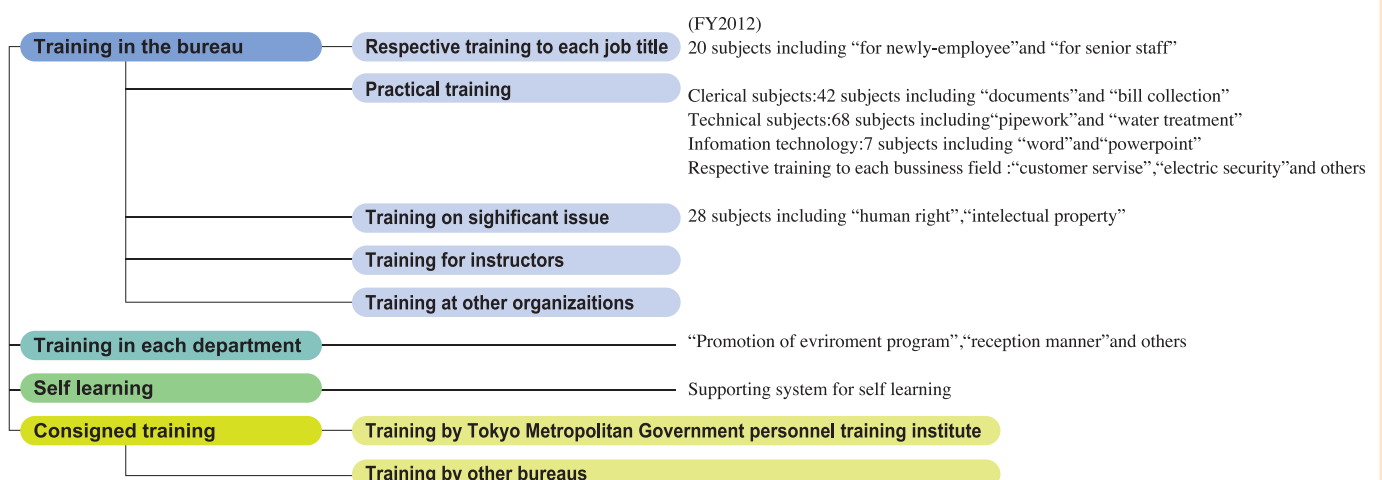 (FY2012)
Training in the bureau
Respective training to each job title
20 subjects including “for newly-employee”and “for senior staff”
Practical training
Clerical subjects:42 subjects including “documents”and “bill collection”
Technical subjects:68 subjects including“pipework”and “water treatment”
Infomation technology:7 subjects including “word”and“powerpoint”
Respective training to each bussiness field :“customer servise”,“electric security”and others
Training on sighificant issue
28 subjects including “human right”,“intelectual property”
Training for instructors
Training at other organizaitions
Training in each department
“Promotion of evriroment program”,“reception manner”and others
Self learning
Supporting system for self learning
Consigned training
Training by Tokyo Metropolitan Government personnel training institute
Training by other bureaus